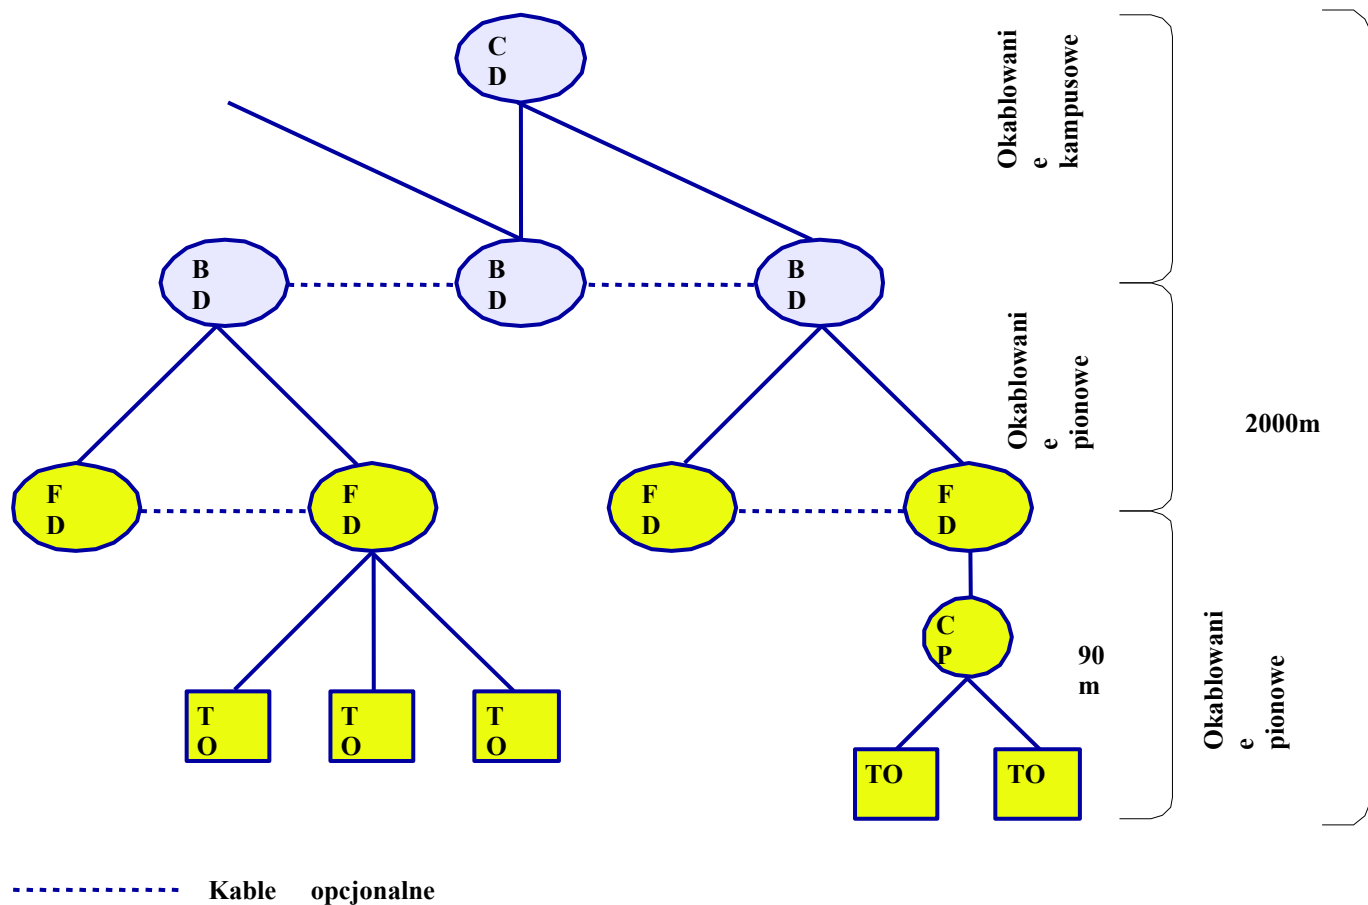 C
D
Okablowani
e kampusowe
B
D
B
D
B
D
Okablowani
e pionowe
2000m
F
D
F
D
F
D
F
D
C
P
90
m
Okablowani
e pionowe
T
O
T
O
T
O
TO
TO
Kable opcjonalne